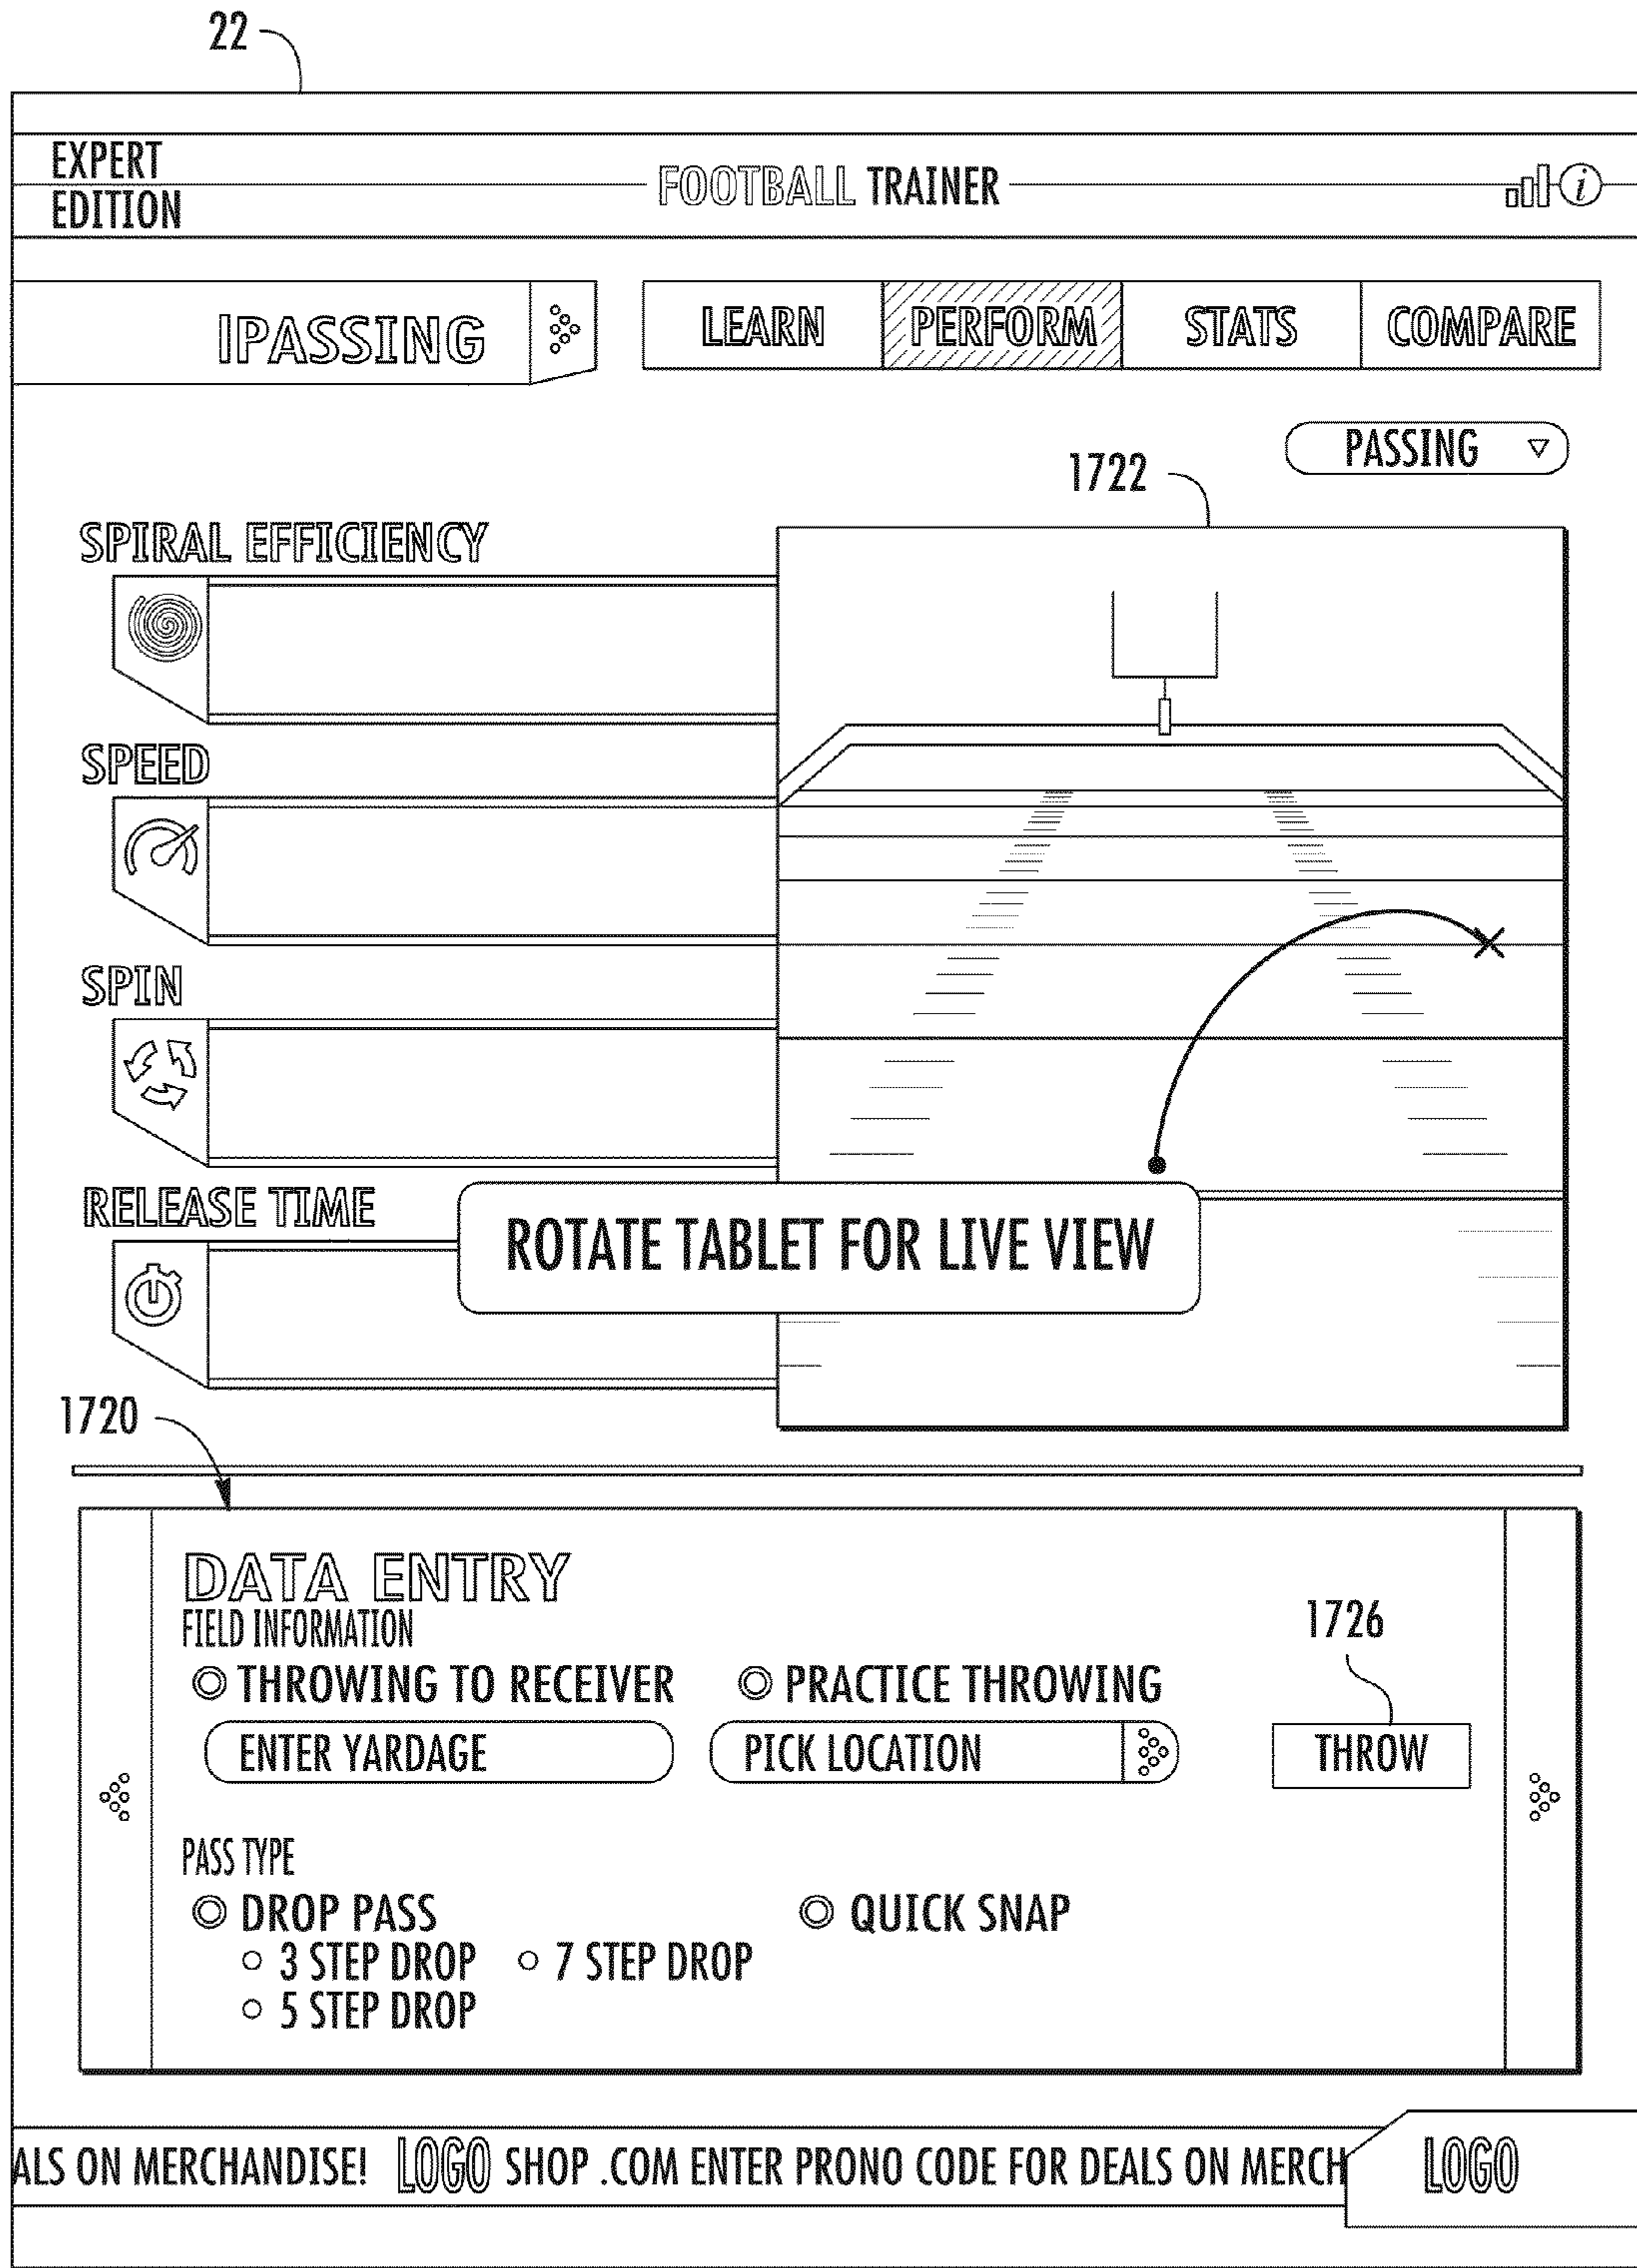 22
EXPERT
EDITION
FOOTBALL TRAINER
i
IPASSING
LEARN
PERFORM
STATS
COMPARE
PASSING
1722
SPIRAL EFFICIENCY
SPEED
SPIN
RELEASE TIME
ROTATE TABLET FOR LIVE VIEW
1720
DATA ENTRY
FIELD INFORMATION
THROWING TO RECEIVER
PRACTICE THROWING
1726
ENTER YARDAGE
PICK LOCATION
THROW
PASS TYPE
DROP PASS
QUICK SNAP
3 STEP DROP
7 STEP DROP
5 STEP DROP
ALS ON MERCHANDISE! LOGO SHOP .COM ENTER PRONO CODE FOR DEALS ON MERCH
LOGO